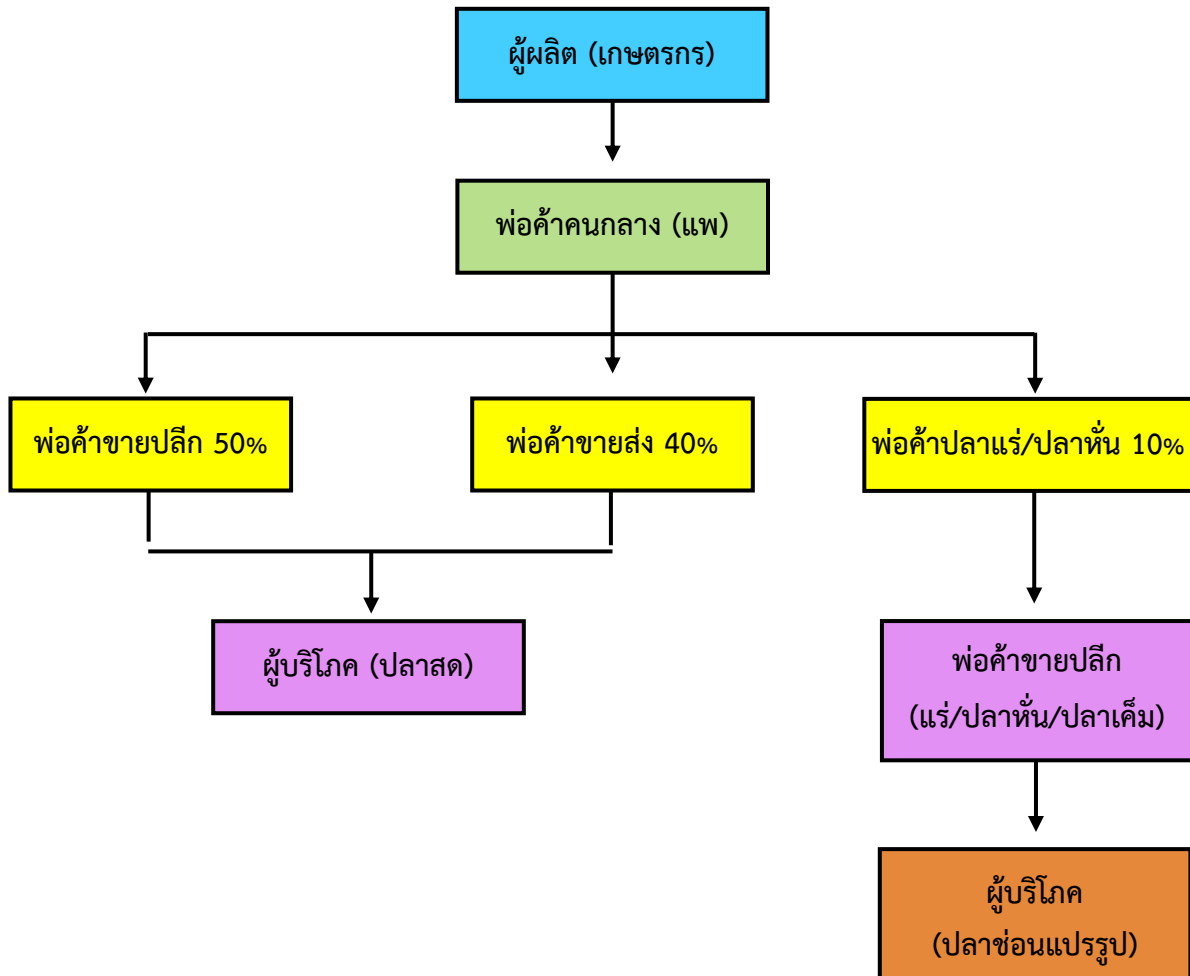 ผู้ผลิต (เกษตรกร)
พ่อค้าคนกลาง (แพ)
พ่อค้าขายปลีก 50%
พ่อค้าขายส่ง 40%
พ่อค้าปลาแร่/ปลาหั่น 10%
ผู้บริโภค (ปลาสด)
พ่อค้าขายปลีก
(แร่/ปลาหั่น/ปลาเค็ม)
ผู้บริโภค
(ปลาช่อนแปรรูป)